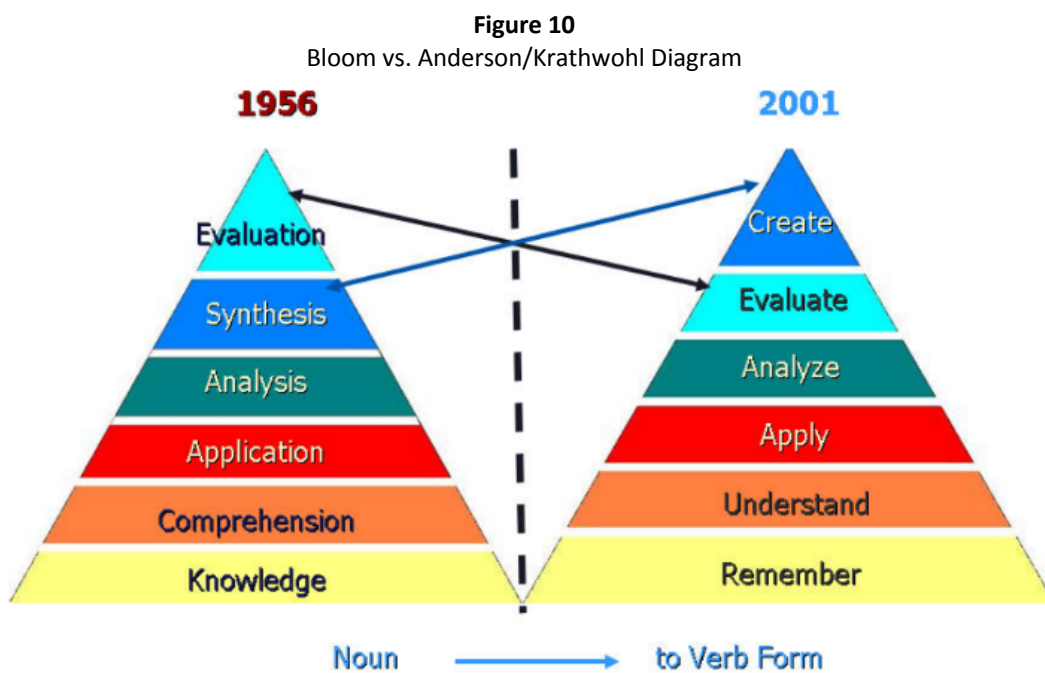 Figure 10
Bloom vs. Anderson/Krathwohl Diagram
1956
2001
Evaluation
Synthesis
Analysis
Application
Comprehension
Knowledge
Create
Evaluate
Analyze
Apply
Understand
Remember
Noun
to Verb Form